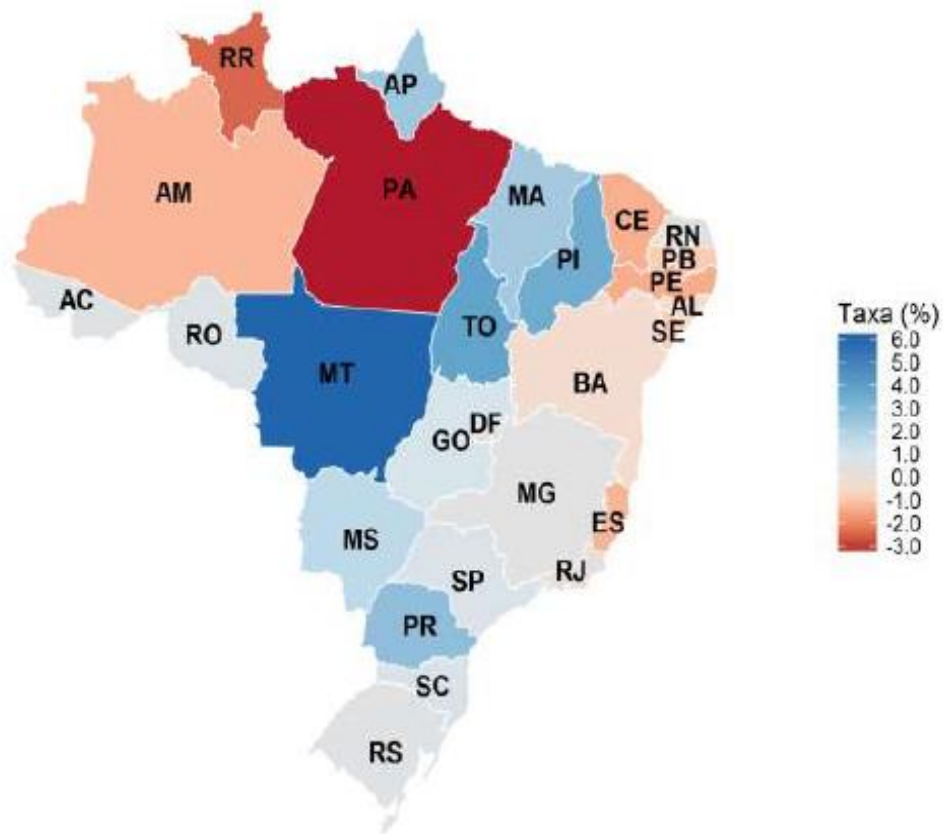 RR
AP
AM
PA
MA
CE
RN
PB
PI
PE
AL
SE
AC
RO
TO
MT
BA
DF
GO
MG
ES
MS
RJ
SP
PR
SC
RS
Taxa (%)
6.0
5.0
4.0
3.0
2.0
1.0
0.0
-1.0
-2.0
-3.0